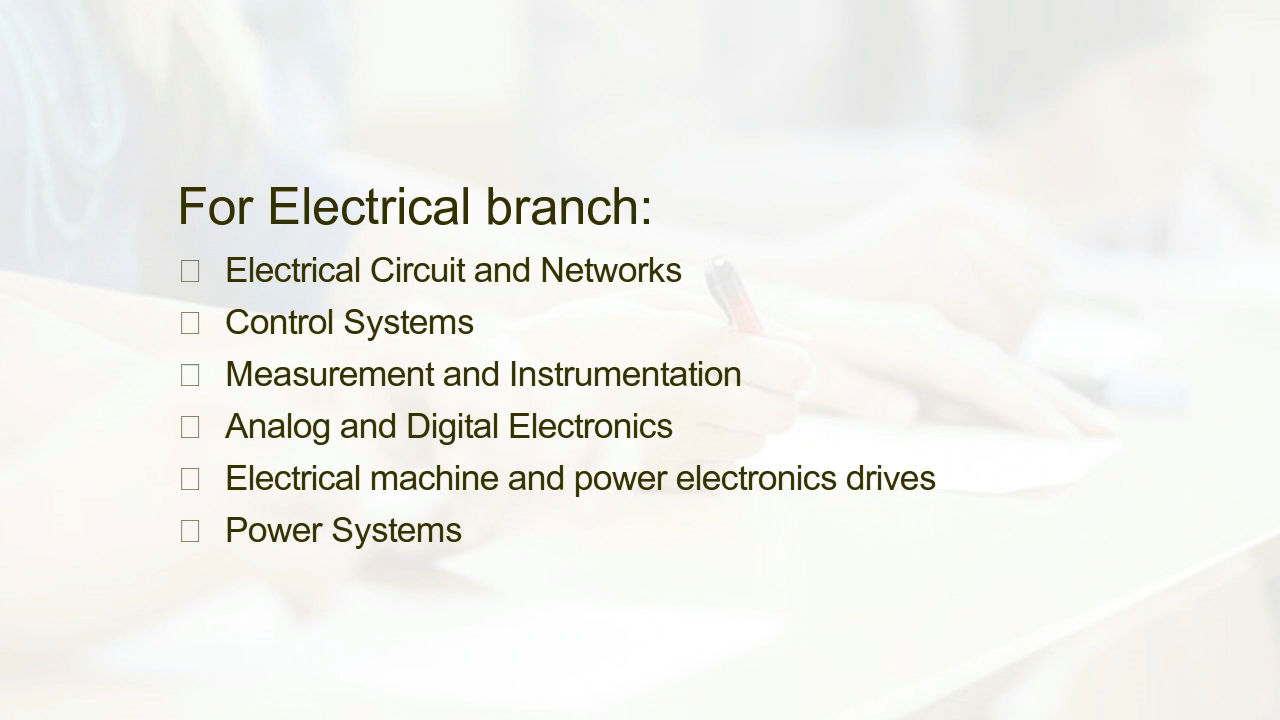 For Electrical branch:
Electrical Circuit and Networks
Control Systems
Measurement and Instrumentation
Analog and Digital Electronics
Electrical machine and power electronics drives
Power Systems